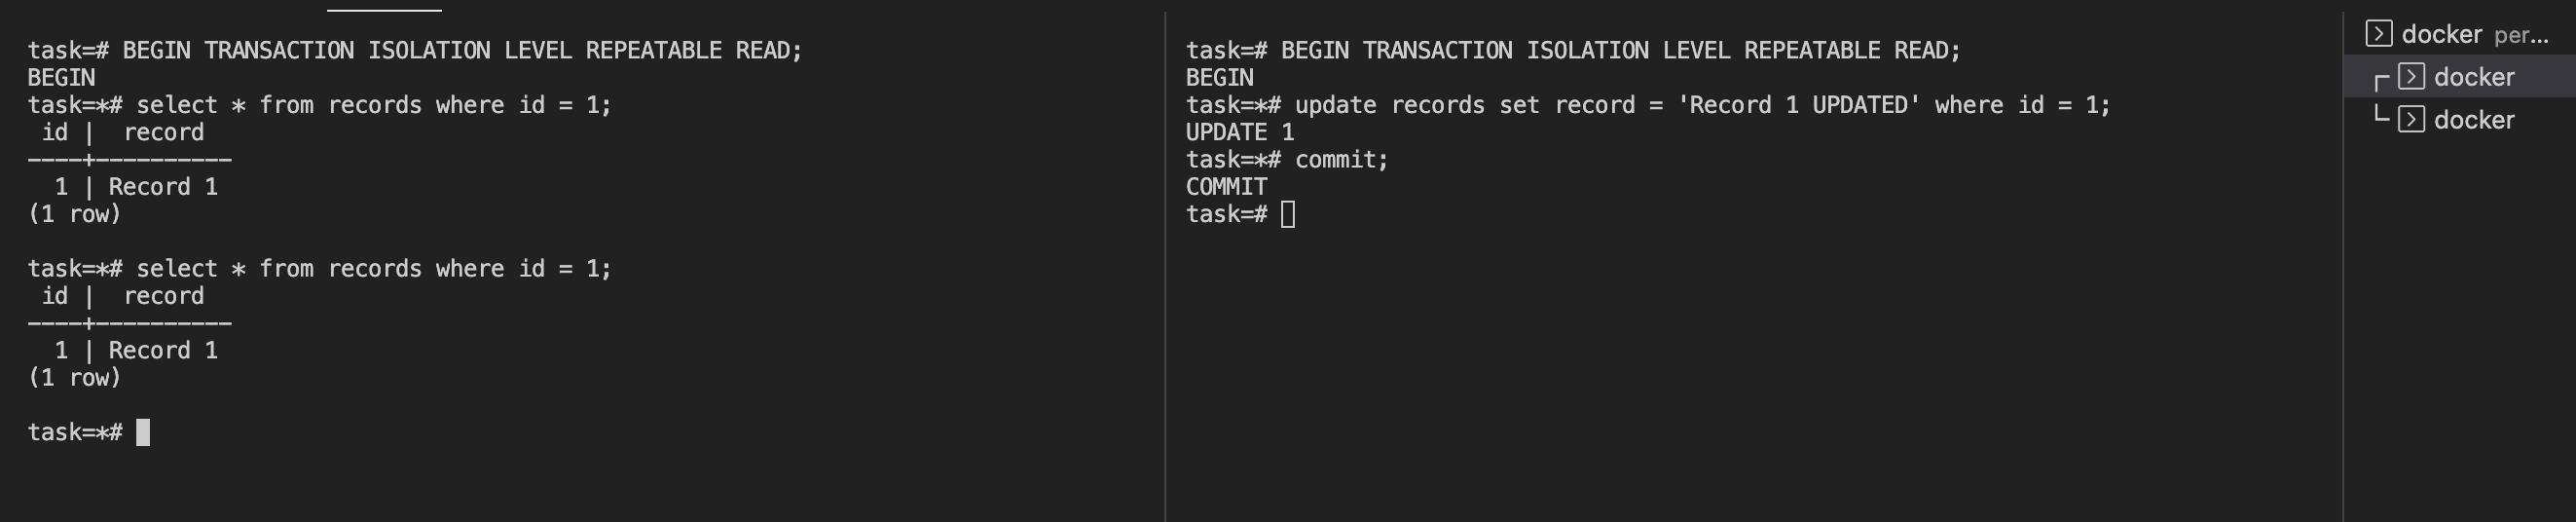 task=# BEGIN TRANSACTION ISOLATION LEVEL REPEATABLE READ;
BEGIN
task=*# select * from records where id = 1;
 id |  record
----+----------
  1 | Record 1
(1 row)

task=*# select * from records where id = 1;
 id |  record
----+----------
  1 | Record 1
(1 row)

task=*#
task=# BEGIN TRANSACTION ISOLATION LEVEL REPEATABLE READ;
BEGIN
task=*# update records set record = 'Record 1 UPDATED' where id = 1;
UPDATE 1
task=*# commit;
COMMIT
task=#
docker per...
docker
docker